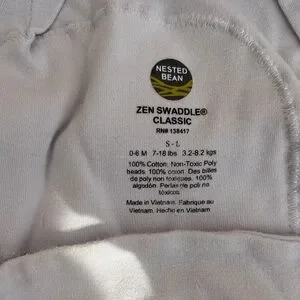 NESTED
BEAN
ZEN SWADDLE®
CLASSIC
RN# 138417
S - L
0-6 M 7-18 lbs 3.2-8.2 kgs
100% Cotton. Non-Toxic Poly
beads. 100% coton. Des billes
de poly non toxiques. 100%
algodón. Perlas de poli no
tóxicos.
Made in Vietnam. Fabriqué au
Vietnam. Hecho en Vietnam